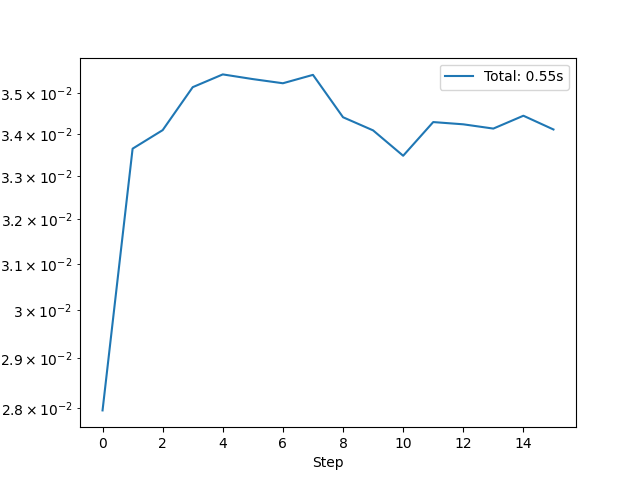 Total: 0.55s
3.5 × 10⁻²
3.4 × 10⁻²
3.3 × 10⁻²
3.2 × 10⁻²
3.1 × 10⁻²
3 × 10⁻²
2.9 × 10⁻²
2.8 × 10⁻²
0 2 4 6 8 10 12 14
Step